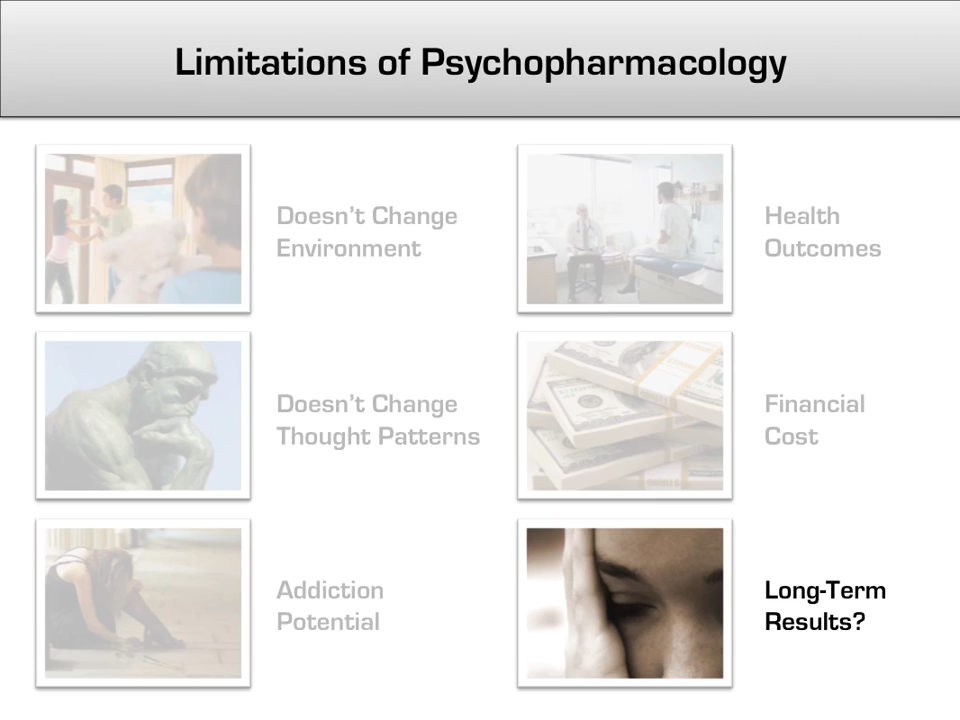 Limitations of Psychopharmacology
Doesn't Change
Environment
Health
Outcomes
Doesn't Change
Thought Patterns
Financial
Cost
Addiction
Potential
Long-Term
Results?